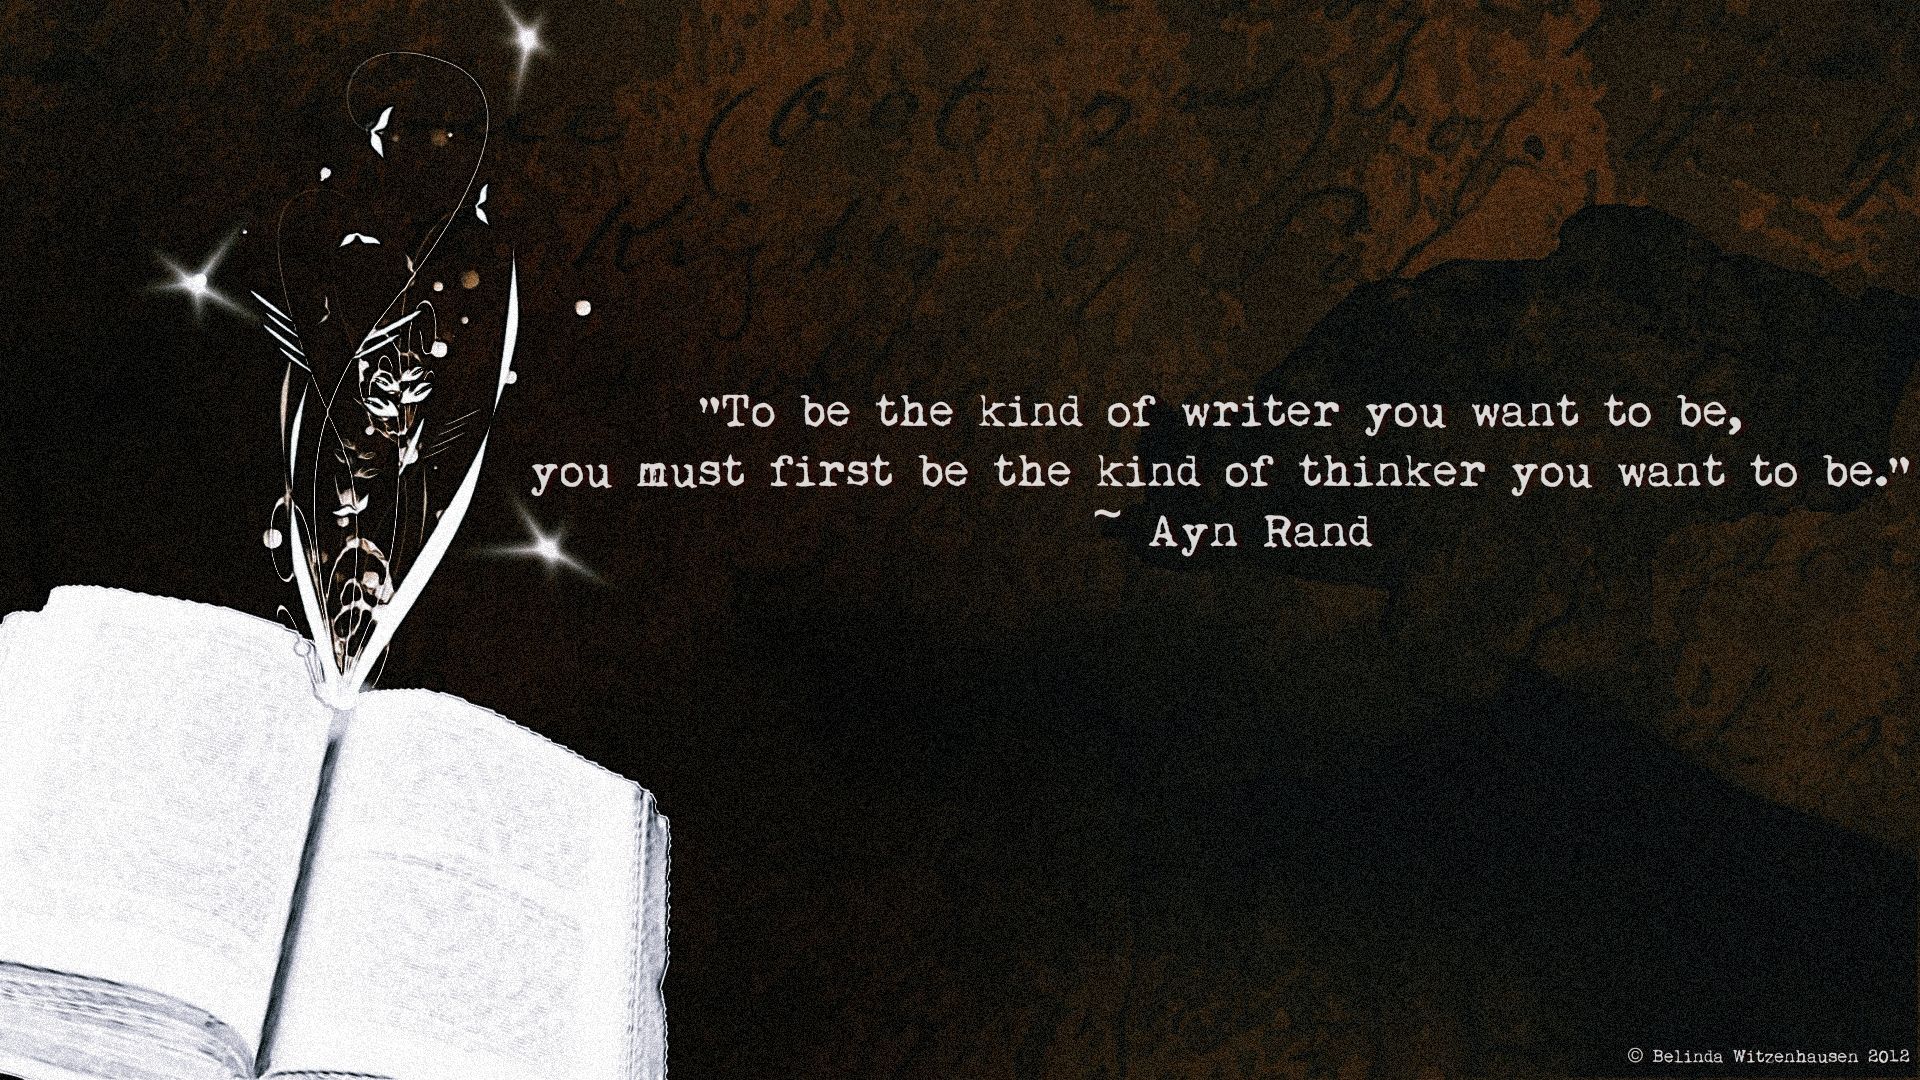 "To be the kind of writer you want to be,
you must first be the kind of thinker you want to be."
~ Ayn Rand
© Belinda Witzenhausen 2012